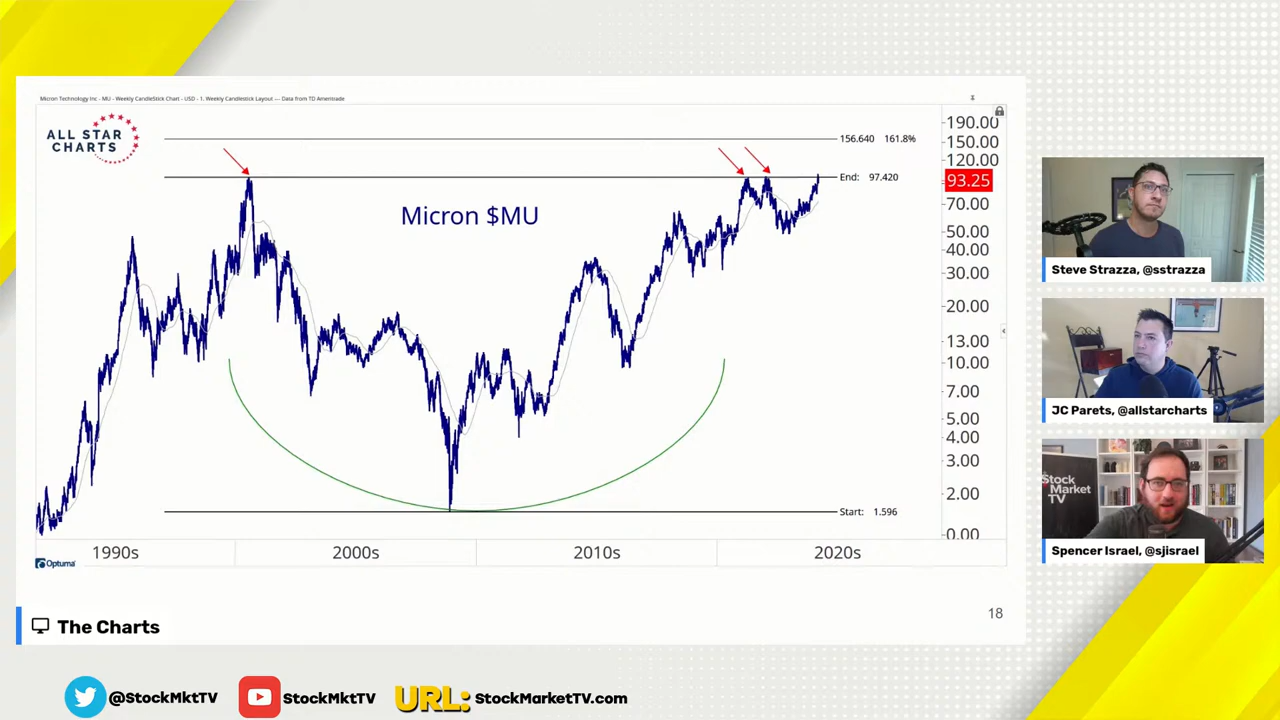 Micron Technology Inc - MU - Weekly CandleStick Chart - USD - 1. Weekly Candlestick Layout --- Data from TD Ameritrade
ALL STAR
CHARTS
156.640 161.8%
End: 97.420
Micron $MU
Start: 1.596
190.00
150.00
120.00
93.25
70.00
50.00
40.00
30.00
20.00
13.00
10.00
7.00
5.00
4.00
3.00
2.00
0.00
1990s 2000s 2010s 2020s
Optuma
18
The Charts
Steve Strazza, @sstrazza
JC Parets, @allstarcharts
Stock
Market
TV
Spencer Israel, @sjisrael
@StockMktTV
StockMktTV
URL: StockMarketTV.com